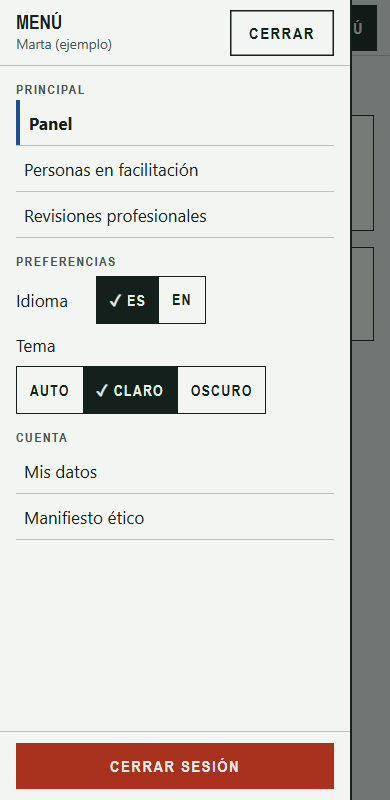 MENÚ
Marta (ejemplo)
CERRAR
PRINCIPAL
Panel
Personas en facilitación
Revisiones profesionales
PREFERENCIAS
Idioma
✓ ES
EN
Tema
AUTO
✓ CLARO
OSCURO
CUENTA
Mis datos
Manifiesto ético
CERRAR SESIÓN